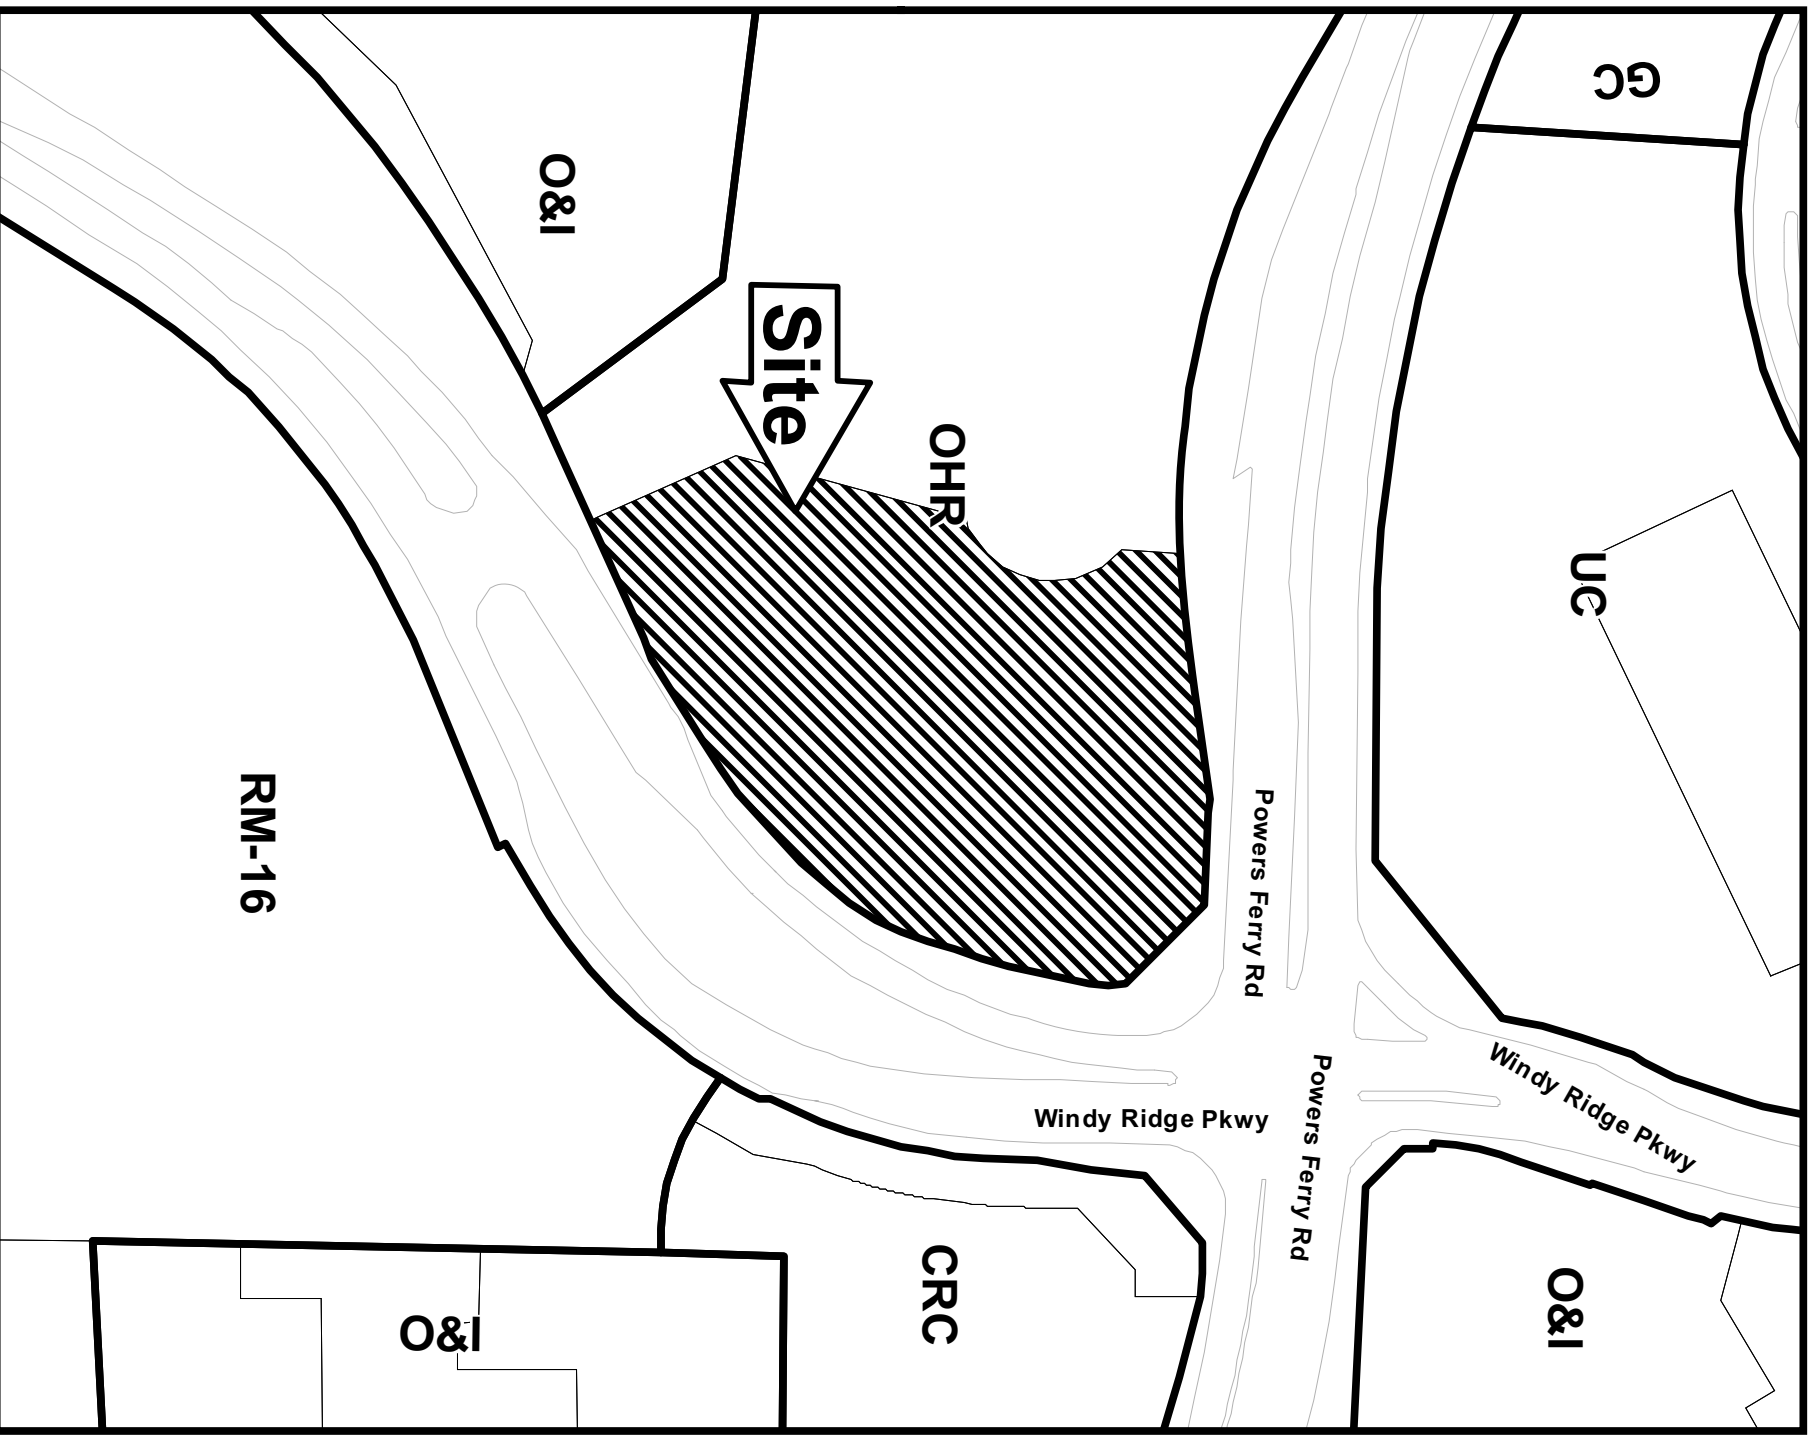 GC
O&I
Site
OHR
UC
Powers Ferry Rd
RM-16
Windy Ridge Pkwy
Powers Ferry Rd
Windy Ridge Pkwy
CRC
O&I
O&I